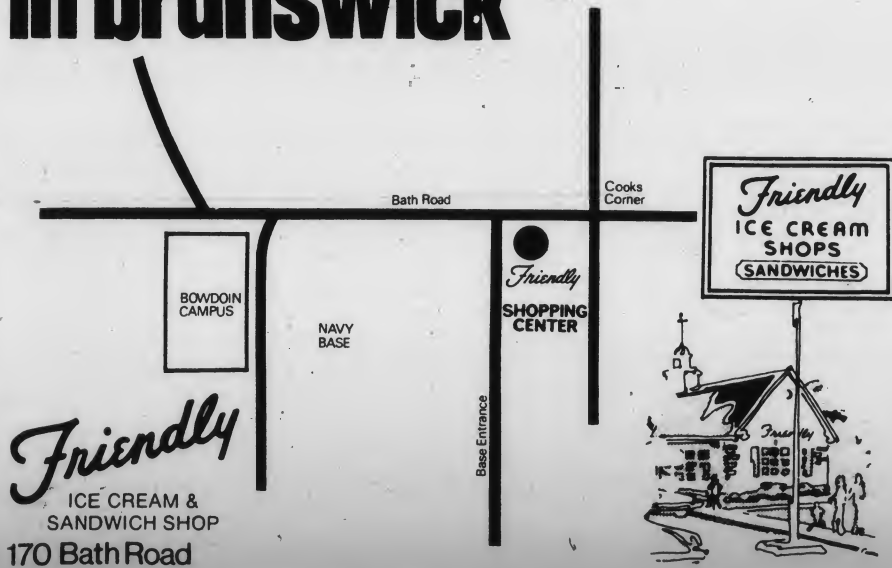 in brunswick
Bath Road
Cooks
Corner
Friendly
ICE CREAM
SHOPS
SANDWICHES
BOWDOIN
CAMPUS
NAVY
BASE
Friendly
SHOPPING
CENTER
Base Entrance
Friendly
Friendly
ICE CREAM &
SANDWICH SHOP
170 Bath Road